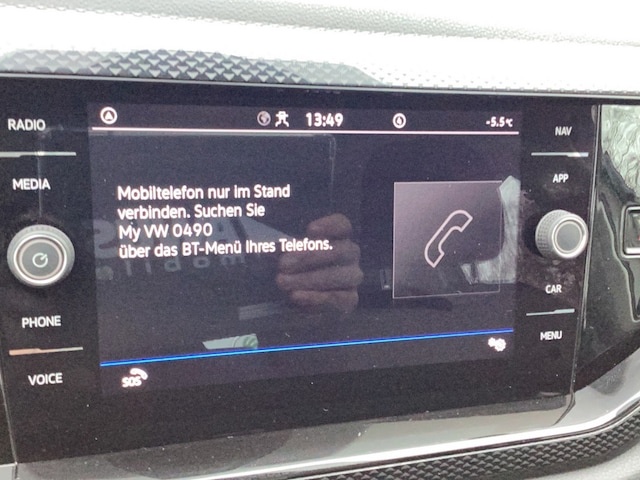 RADIO
MEDIA
PHONE
VOICE
13:49
-5.5°C
Mobiltelefon nur im Stand
verbinden. Suchen Sie
My VW 0490
über das BT-Menü Ihres Telefons.
SOS
NAV
APP
CAR
MENU